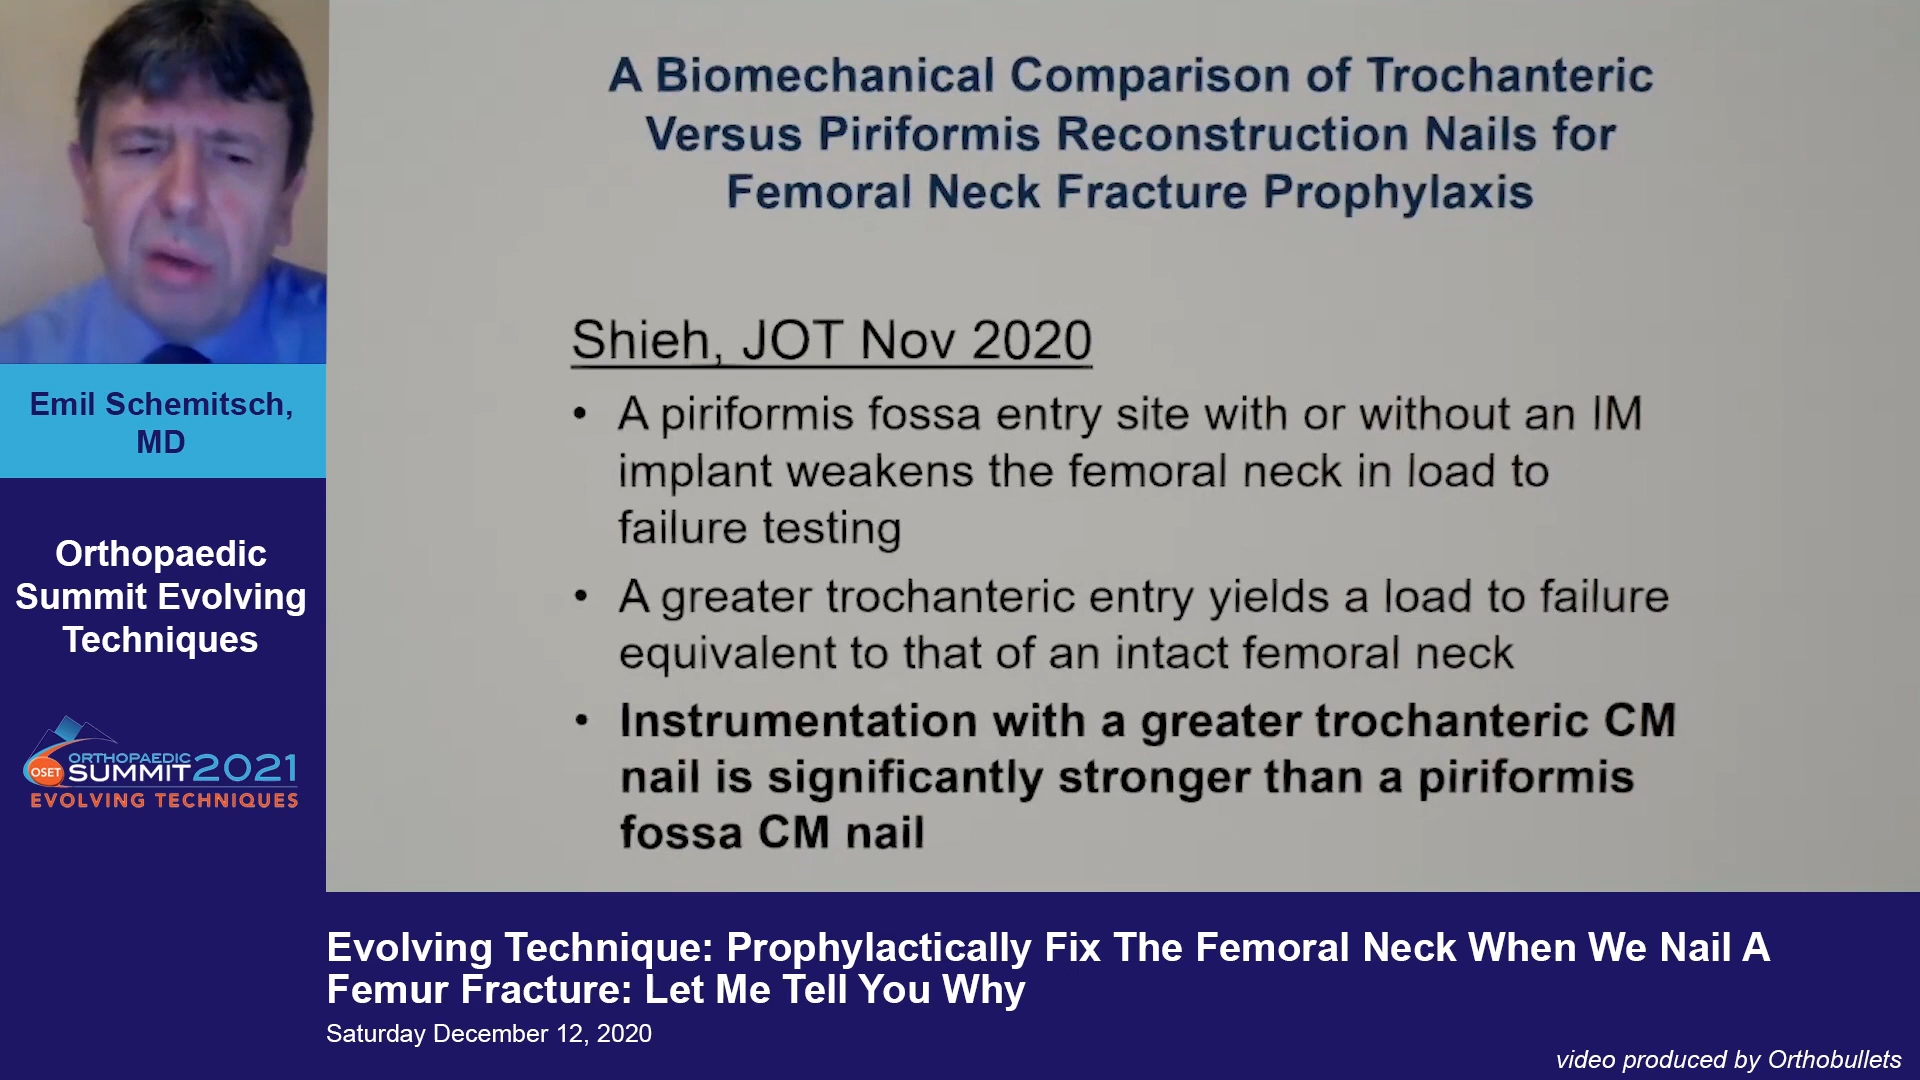 A Biomechanical Comparison of Trochanteric
Versus Piriformis Reconstruction Nails for
Femoral Neck Fracture Prophylaxis
Shieh, JOT Nov 2020
• A piriformis fossa entry site with or without an IM
implant weakens the femoral neck in load to
failure testing
• A greater trochanteric entry yields a load to failure
equivalent to that of an intact femoral neck
• Instrumentation with a greater trochanteric CM
nail is significantly stronger than a piriformis
fossa CM nail
Emil Schemitsch,
MD
Orthopaedic
Summit Evolving
Techniques
OSET
ORTHOPAEDIC
SUMMIT 2021
EVOLVING TECHNIQUES
Evolving Technique: Prophylactically Fix The Femoral Neck When We Nail A
Femur Fracture: Let Me Tell You Why
Saturday December 12, 2020
video produced by Orthobullets